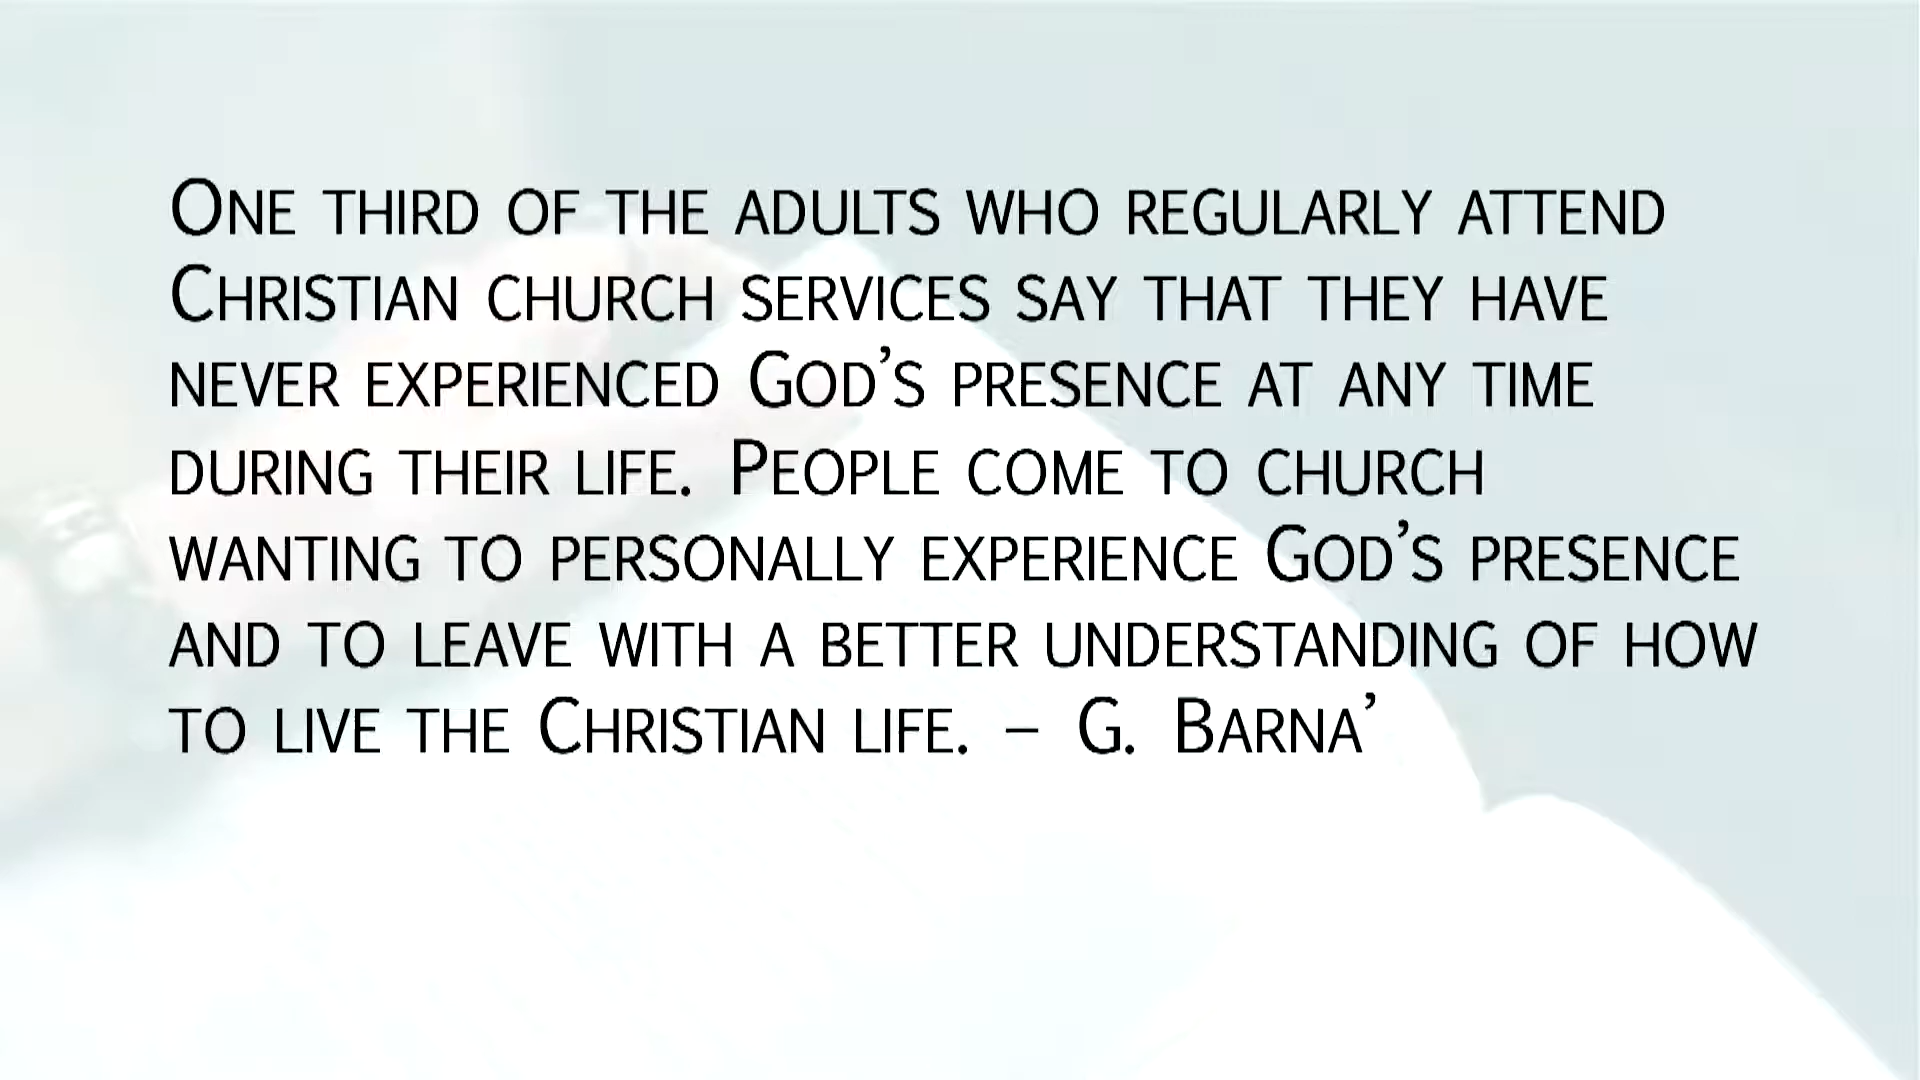 One third of the adults who regularly attend
Christian church services say that they have
never experienced God’s presence at any time
during their life. People come to church
wanting to personally experience God’s presence
and to leave with a better understanding of how
to live the Christian life. – G. Barna’